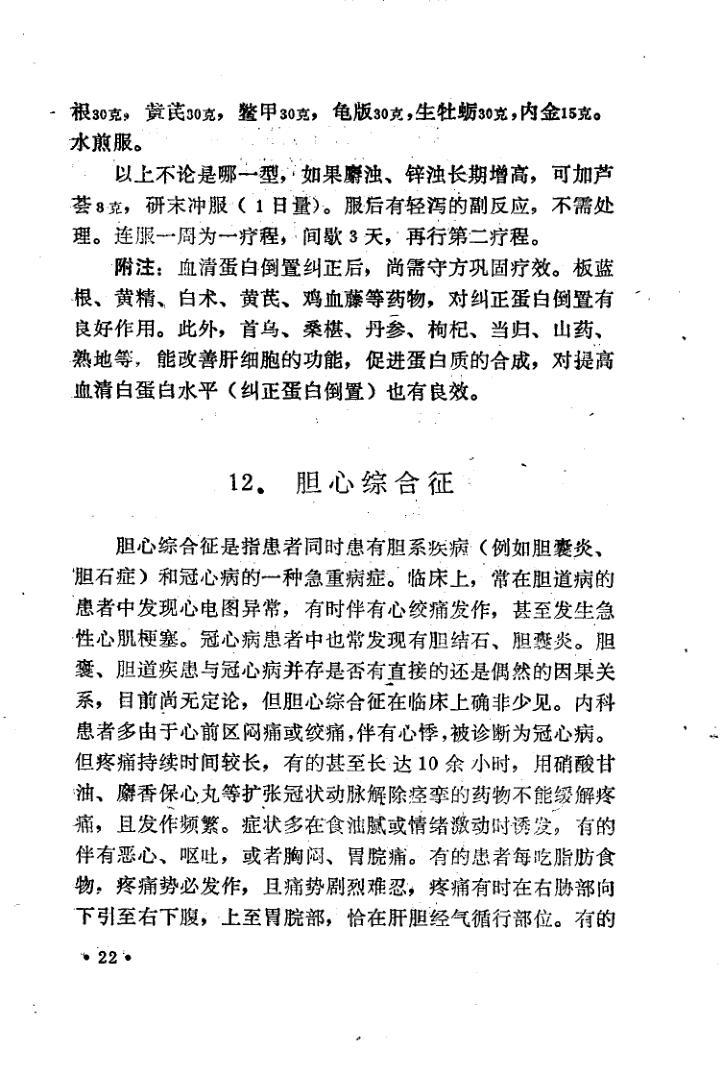 根30克，黄芪30克，鳖甲30克，龟版30克，生牡蛎30克，内金15克。
水煎服。
以上不论是哪一型，如果麝浊、锌浊长期增高，可加芦
荟8克，研末冲服（1日量）。服后有轻泻的副反应，不需处
理。连服一周为一疗程，间歇3天，再行第二疗程。
附注：血清蛋白倒置纠正后，尚需守方巩固疗效。板蓝
根、黄精、白术、黄芪、鸡血藤等药物，对纠正蛋白倒置有
良好作用。此外，首乌、桑椹、丹参、枸杞、当归、山药、
熟地等，能改善肝细胞的功能，促进蛋白质的合成，对提高
血清白蛋白水平（纠正蛋白倒置）也有良效。
12．胆心综合征
胆心综合征是指患者同时患有胆系疾病（例如胆囊炎、
胆石症）和冠心病的一种急重病症。临床上，常在胆道病的
患者中发现心电图异常，有时伴有心绞痛发作，甚至发生急
性心肌梗塞。冠心病患者中也常发现有胆结石、胆囊炎。胆
囊、胆道疾患与冠心病并存是否有直接的还是偶然的因果关
系，目前尚无定论，但胆心综合征在临床上确非少见。内科
患者多由于心前区闷痛或绞痛，伴有心悸，被诊断为冠心病。
但疼痛持续时间较长，有的甚至长达10余小时，用硝酸甘
油、麝香保心丸等扩张冠状动脉解除痉挛的药物不能缓解疼
痛，且发作频繁。症状多在食油腻或情绪激动时诱发，有的
伴有恶心、呕吐，或者胸闷、胃脘痛。有的患者每吃脂肪食
物，疼痛势必发作，且痛势剧烈难忍，疼痛有时在右胁部向
下引至右下腹，上至胃脘部，恰在肝胆经气循行部位。有的
• 22 •